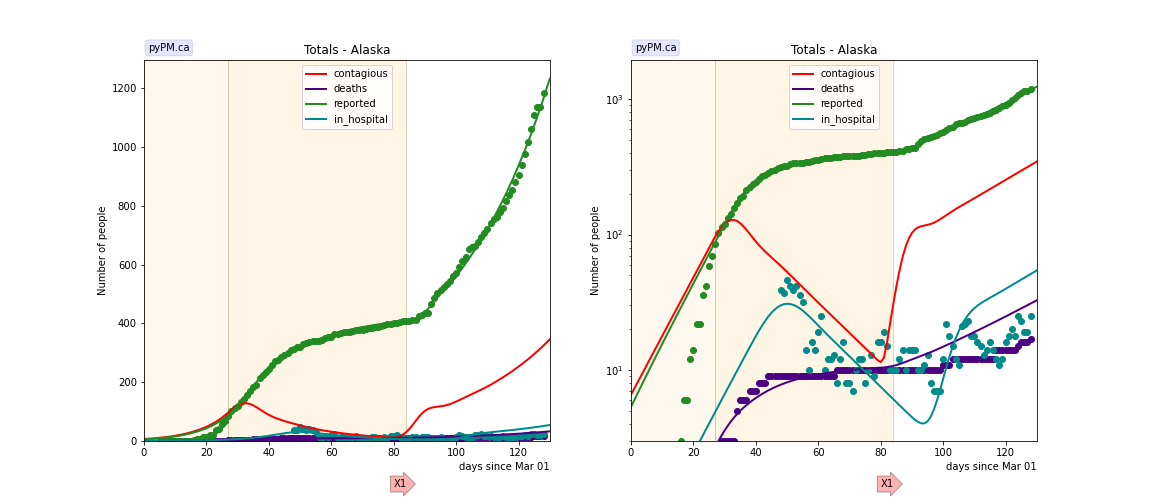 pyPM.ca
Totals - Alaska
contagious
deaths
reported
in_hospital
Number of people
0
200
400
600
800
1000
1200
0
20
40
60
80
100
120
days since Mar 01
X1
pyPM.ca
Totals - Alaska
contagious
deaths
reported
in_hospital
Number of people
10³
10²
10¹
0
20
40
60
80
100
120
days since Mar 01
X1